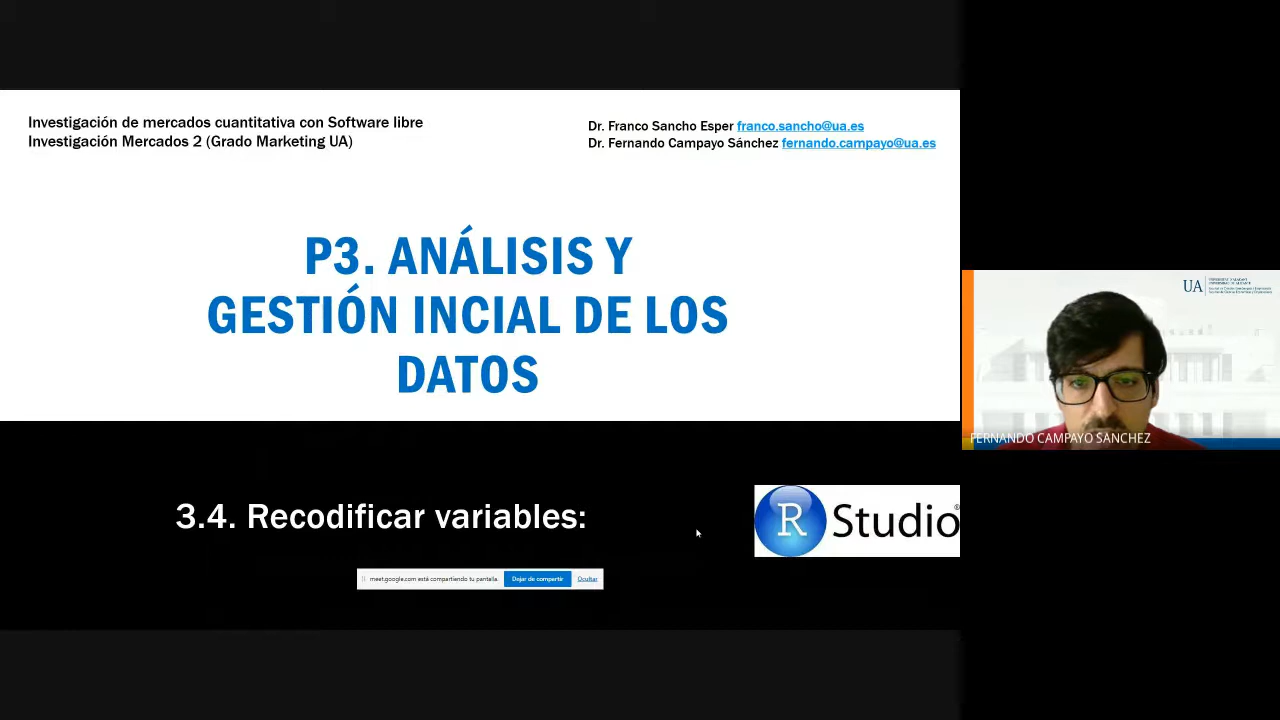 Investigación de mercados cuantitativa con Software libre
Investigación Mercados 2 (Grado Marketing UA)
Dr. Franco Sancho Esper franco.sancho@ua.es
Dr. Fernando Campayo Sánchez fernando.campayo@ua.es
P3. ANÁLISIS Y
GESTIÓN INCIAL DE LOS
DATOS
3.4. Recodificar variables:
R Studio®
meet.google.com está compartiendo tu pantalla.
Dejar de compartir
Ocultar
UA
FERNANDO CAMPAYO SANCHEZ